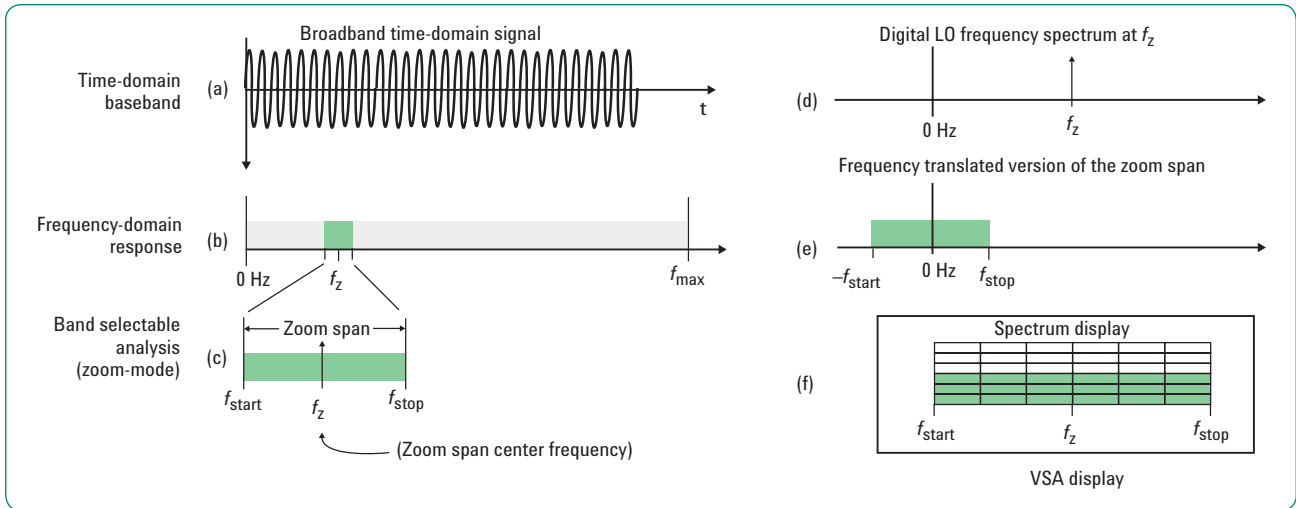 Time-domain
baseband
(a)
Broadband time-domain signal
t
Frequency-domain
response
(b)
0 Hz
fz
fmax
Band selectable
analysis
(zoom-mode)
(c)
Zoom span
fstart
fz
fstop
(Zoom span center frequency)
Digital LO frequency spectrum at fz
(d)
0 Hz
fz
Frequency translated version of the zoom span
(e)
–fstart
0 Hz
fstop
(f)
Spectrum display
fstart
fz
fstop
VSA display